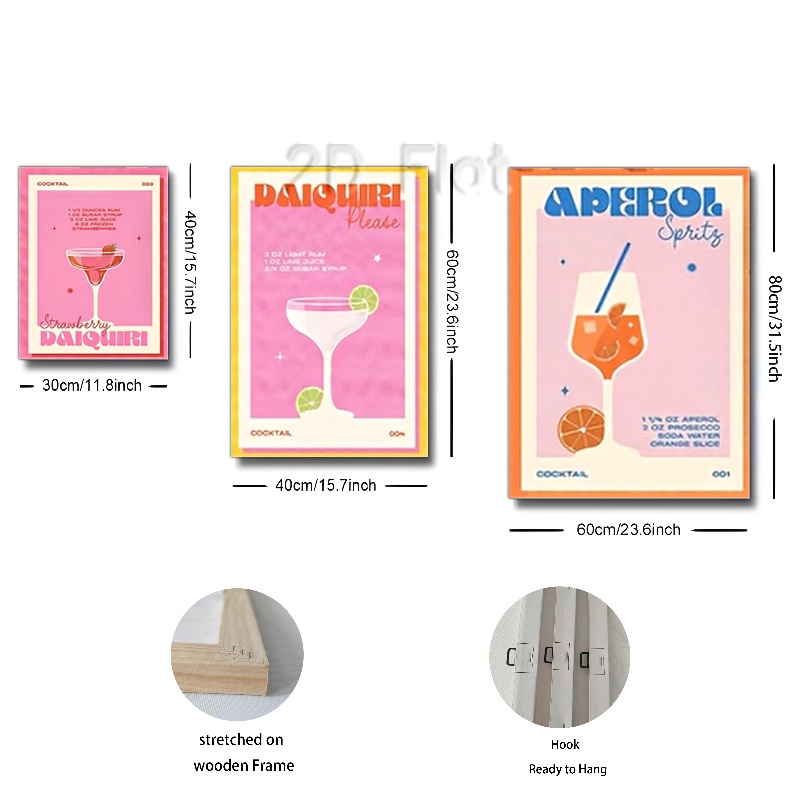 2D Flat
COCKTAIL 003
1 1/2 OUNCES RUM
1 OZ SUGAR SYRUP
2 OZ LIME JUICE
6 OZ FROZEN
STRAWBERRIES
Strawberry
DAIQUIRI
40cm/15.7inch
30cm/11.8inch
DAIQUIRI
Please
2 OZ LIGHT RUM
1 OZ LIME JUICE
3/4 OZ SUGAR SYRUP
COCKTAIL 004
60cm/23.6inch
40cm/15.7inch
APEROL
Spritz
1 1/4 OZ APEROL
2 OZ PROSECCO
SODA WATER
ORANGE SLICE
COCKTAIL 001
80cm/31.5inch
60cm/23.6inch
stretched on
wooden Frame
Hook
Ready to Hang